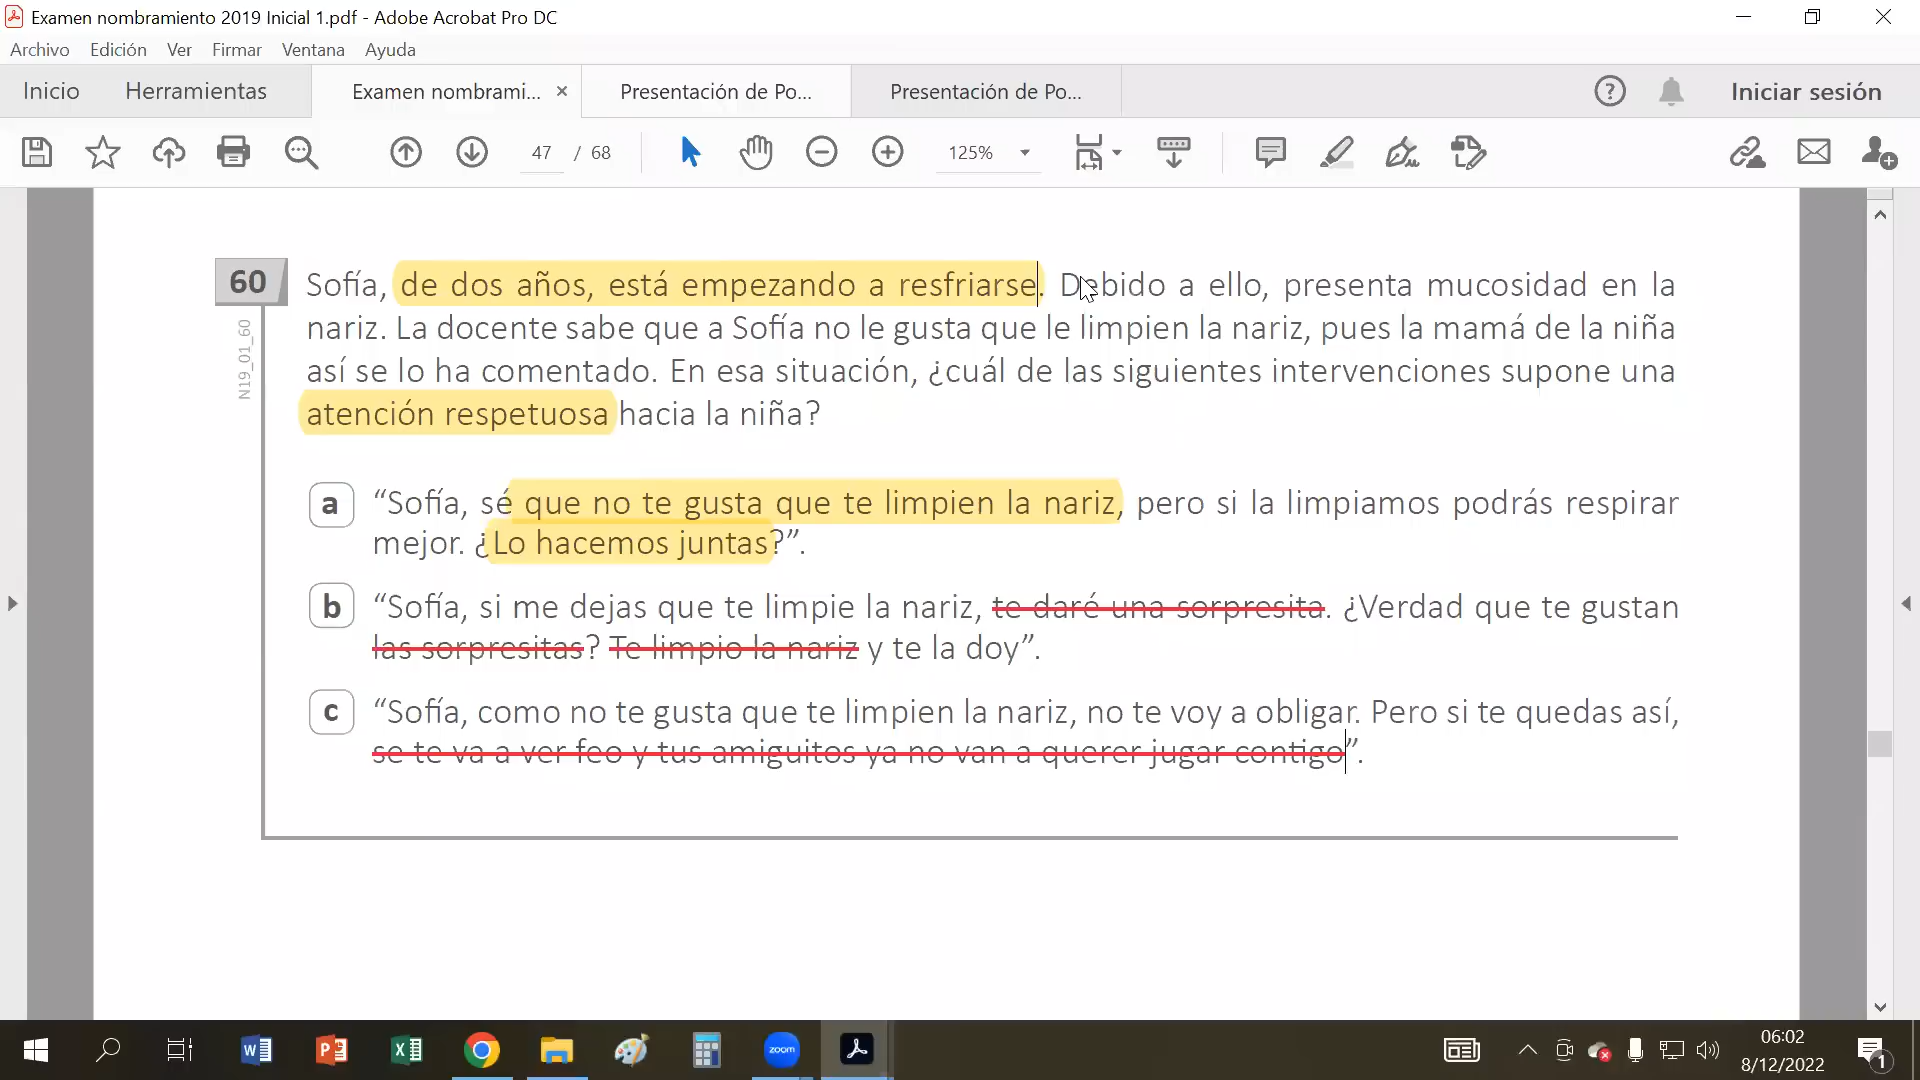 Examen nombramiento 2019 Inicial 1.pdf - Adobe Acrobat Pro DC
Archivo Edición Ver Firmar Ventana Ayuda
Inicio Herramientas Examen nombrami... × Presentación de Po... Presentación de Po... ? Iniciar sesión
47 / 68 125%
60 Sofía, de dos años, está empezando a resfriarse. Debido a ello, presenta mucosidad en la
nariz. La docente sabe que a Sofía no le gusta que le limpien la nariz, pues la mamá de la niña
así se lo ha comentado. En esa situación, ¿cuál de las siguientes intervenciones supone una
atención respetuosa hacia la niña?
N19_01_60
a “Sofía, sé que no te gusta que te limpien la nariz, pero si la limpiamos podrás respirar
mejor. ¿Lo hacemos juntas?”.
b “Sofía, si me dejas que te limpie la nariz, te daré una sorpresita. ¿Verdad que te gustan
las sorpresitas? Te limpio la nariz y te la doy”.
c “Sofía, como no te gusta que te limpien la nariz, no te voy a obligar. Pero si te quedas así,
se te va a ver feo y tus amiguitos ya no van a querer jugar contigo”.
zoom
06:02
8/12/2022
1